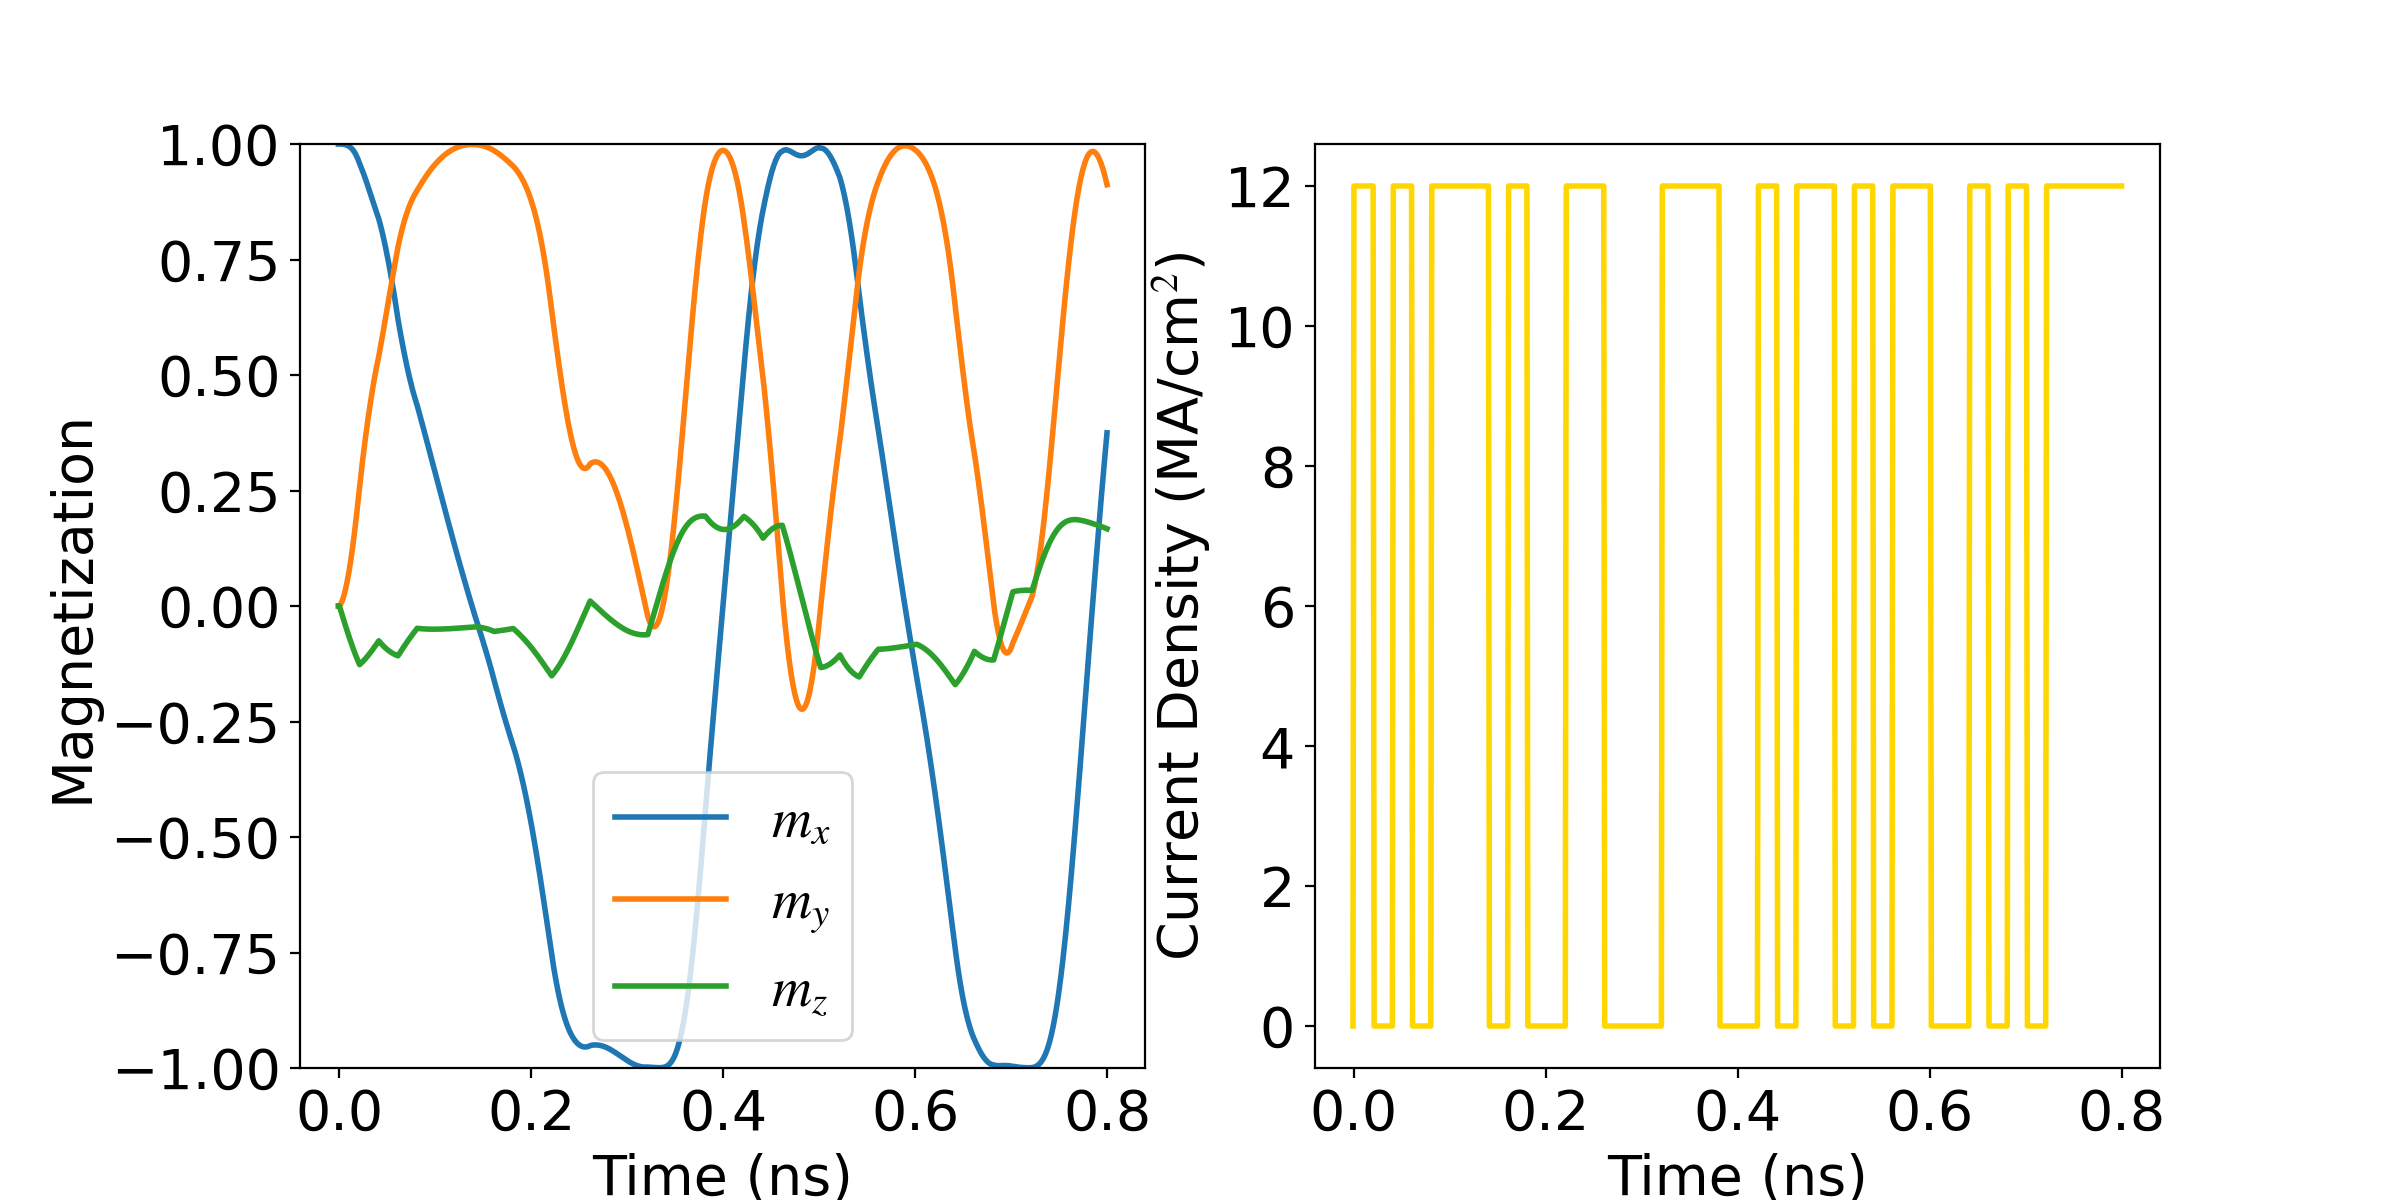 1.00
0.75
0.50
0.25
0.00
−0.25
−0.50
−0.75
−1.00
Magnetization
0.0 0.2 0.4 0.6 0.8
Time (ns)
m_x
m_y
m_z
12
10
8
6
4
2
0
Current Density (MA/cm²)
0.0 0.2 0.4 0.6 0.8
Time (ns)